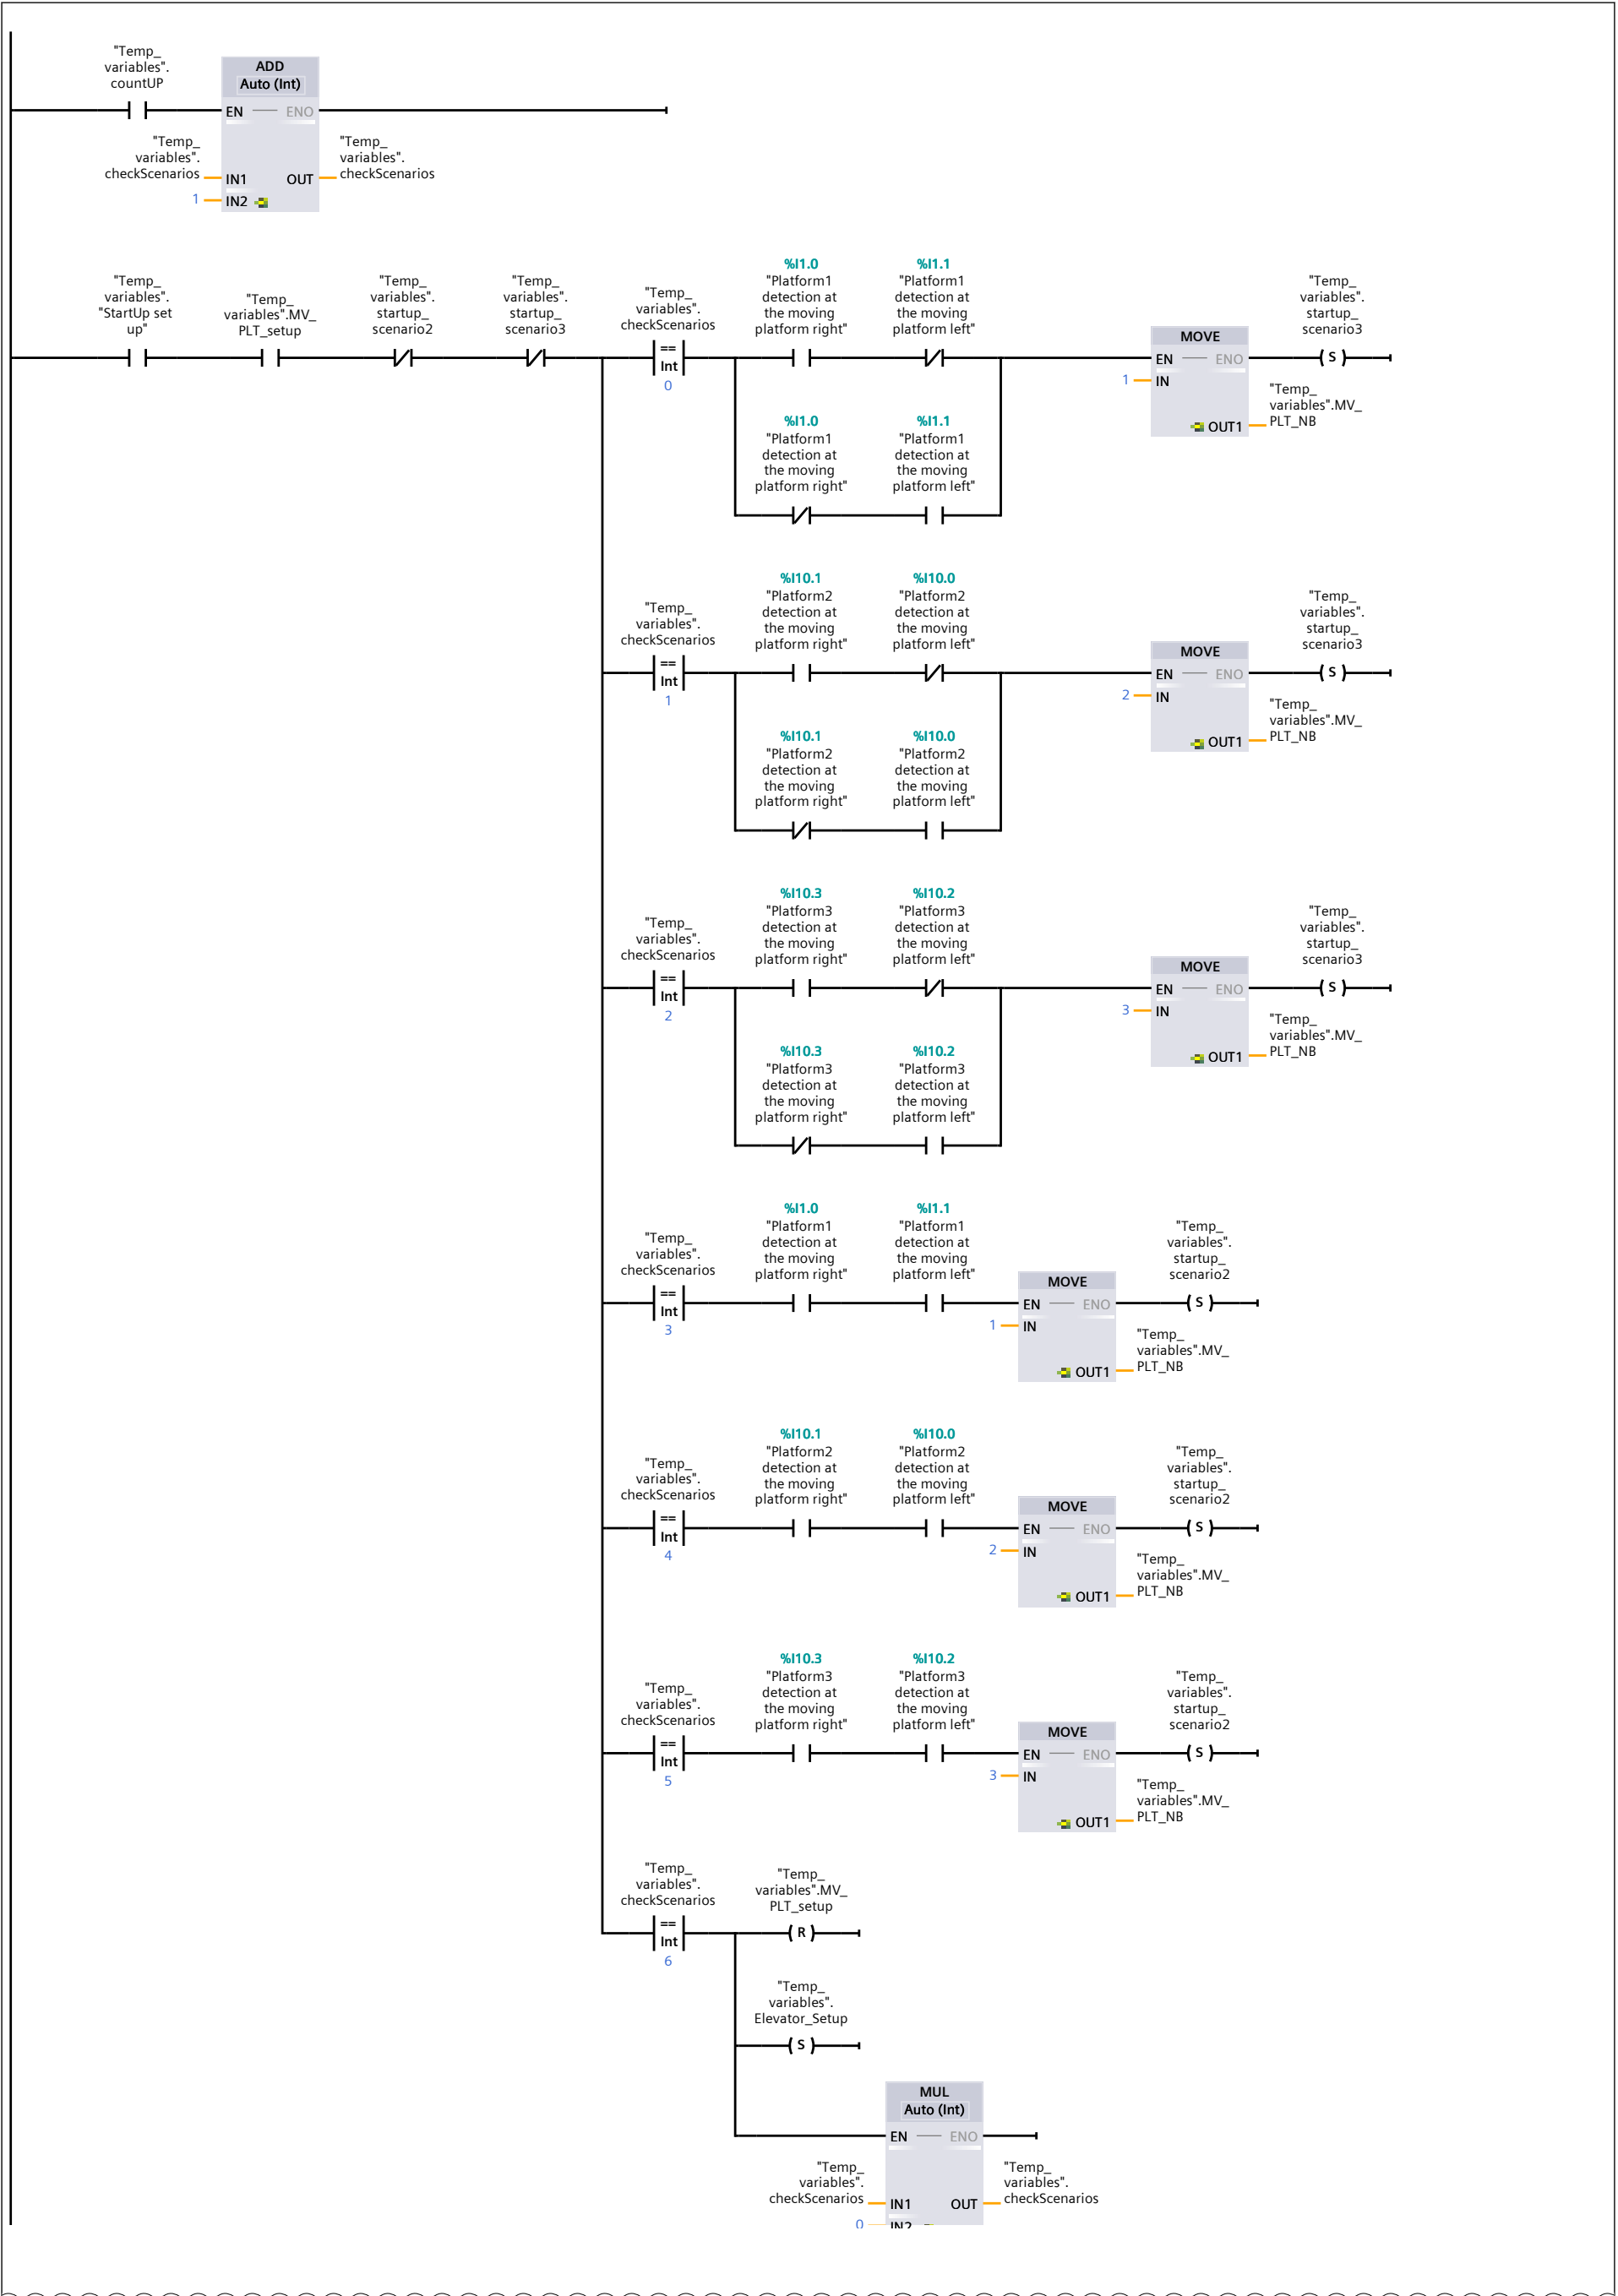 "Temp_
variables".
countUP
ADD
Auto (Int)
EN
ENO
"Temp_
variables".
checkScenarios
IN1
OUT
"Temp_
variables".
checkScenarios
1
IN2
"Temp_
variables".
"StartUp set
up"
"Temp_
variables".MV_
PLT_setup
"Temp_
variables".
startup_
scenario2
"Temp_
variables".
startup_
scenario3
"Temp_
variables".
checkScenarios
==
Int
0
%I1.0
"Platform1
detection at
the moving
platform right"
%I1.1
"Platform1
detection at
the moving
platform left"
MOVE
EN
ENO
1
IN
OUT1
"Temp_
variables".MV_
PLT_NB
"Temp_
variables".
startup_
scenario3
S
%I1.0
"Platform1
detection at
the moving
platform right"
%I1.1
"Platform1
detection at
the moving
platform left"
"Temp_
variables".
checkScenarios
==
Int
1
%I10.1
"Platform2
detection at
the moving
platform right"
%I10.0
"Platform2
detection at
the moving
platform left"
MOVE
EN
ENO
2
IN
OUT1
"Temp_
variables".MV_
PLT_NB
"Temp_
variables".
startup_
scenario3
S
%I10.1
"Platform2
detection at
the moving
platform right"
%I10.0
"Platform2
detection at
the moving
platform left"
"Temp_
variables".
checkScenarios
==
Int
2
%I10.3
"Platform3
detection at
the moving
platform right"
%I10.2
"Platform3
detection at
the moving
platform left"
MOVE
EN
ENO
3
IN
OUT1
"Temp_
variables".MV_
PLT_NB
"Temp_
variables".
startup_
scenario3
S
%I10.3
"Platform3
detection at
the moving
platform right"
%I10.2
"Platform3
detection at
the moving
platform left"
"Temp_
variables".
checkScenarios
==
Int
3
%I1.0
"Platform1
detection at
the moving
platform right"
%I1.1
"Platform1
detection at
the moving
platform left"
MOVE
EN
ENO
1
IN
OUT1
"Temp_
variables".MV_
PLT_NB
"Temp_
variables".
startup_
scenario2
S
"Temp_
variables".
checkScenarios
==
Int
4
%I10.1
"Platform2
detection at
the moving
platform right"
%I10.0
"Platform2
detection at
the moving
platform left"
MOVE
EN
ENO
2
IN
OUT1
"Temp_
variables".MV_
PLT_NB
"Temp_
variables".
startup_
scenario2
S
"Temp_
variables".
checkScenarios
==
Int
5
%I10.3
"Platform3
detection at
the moving
platform right"
%I10.2
"Platform3
detection at
the moving
platform left"
MOVE
EN
ENO
3
IN
OUT1
"Temp_
variables".MV_
PLT_NB
"Temp_
variables".
startup_
scenario2
S
"Temp_
variables".
checkScenarios
==
Int
6
"Temp_
variables".MV_
PLT_setup
R
"Temp_
variables".
Elevator_Setup
S
MUL
Auto (Int)
EN
ENO
"Temp_
variables".
checkScenarios
IN1
OUT
"Temp_
variables".
checkScenarios
0
IN2